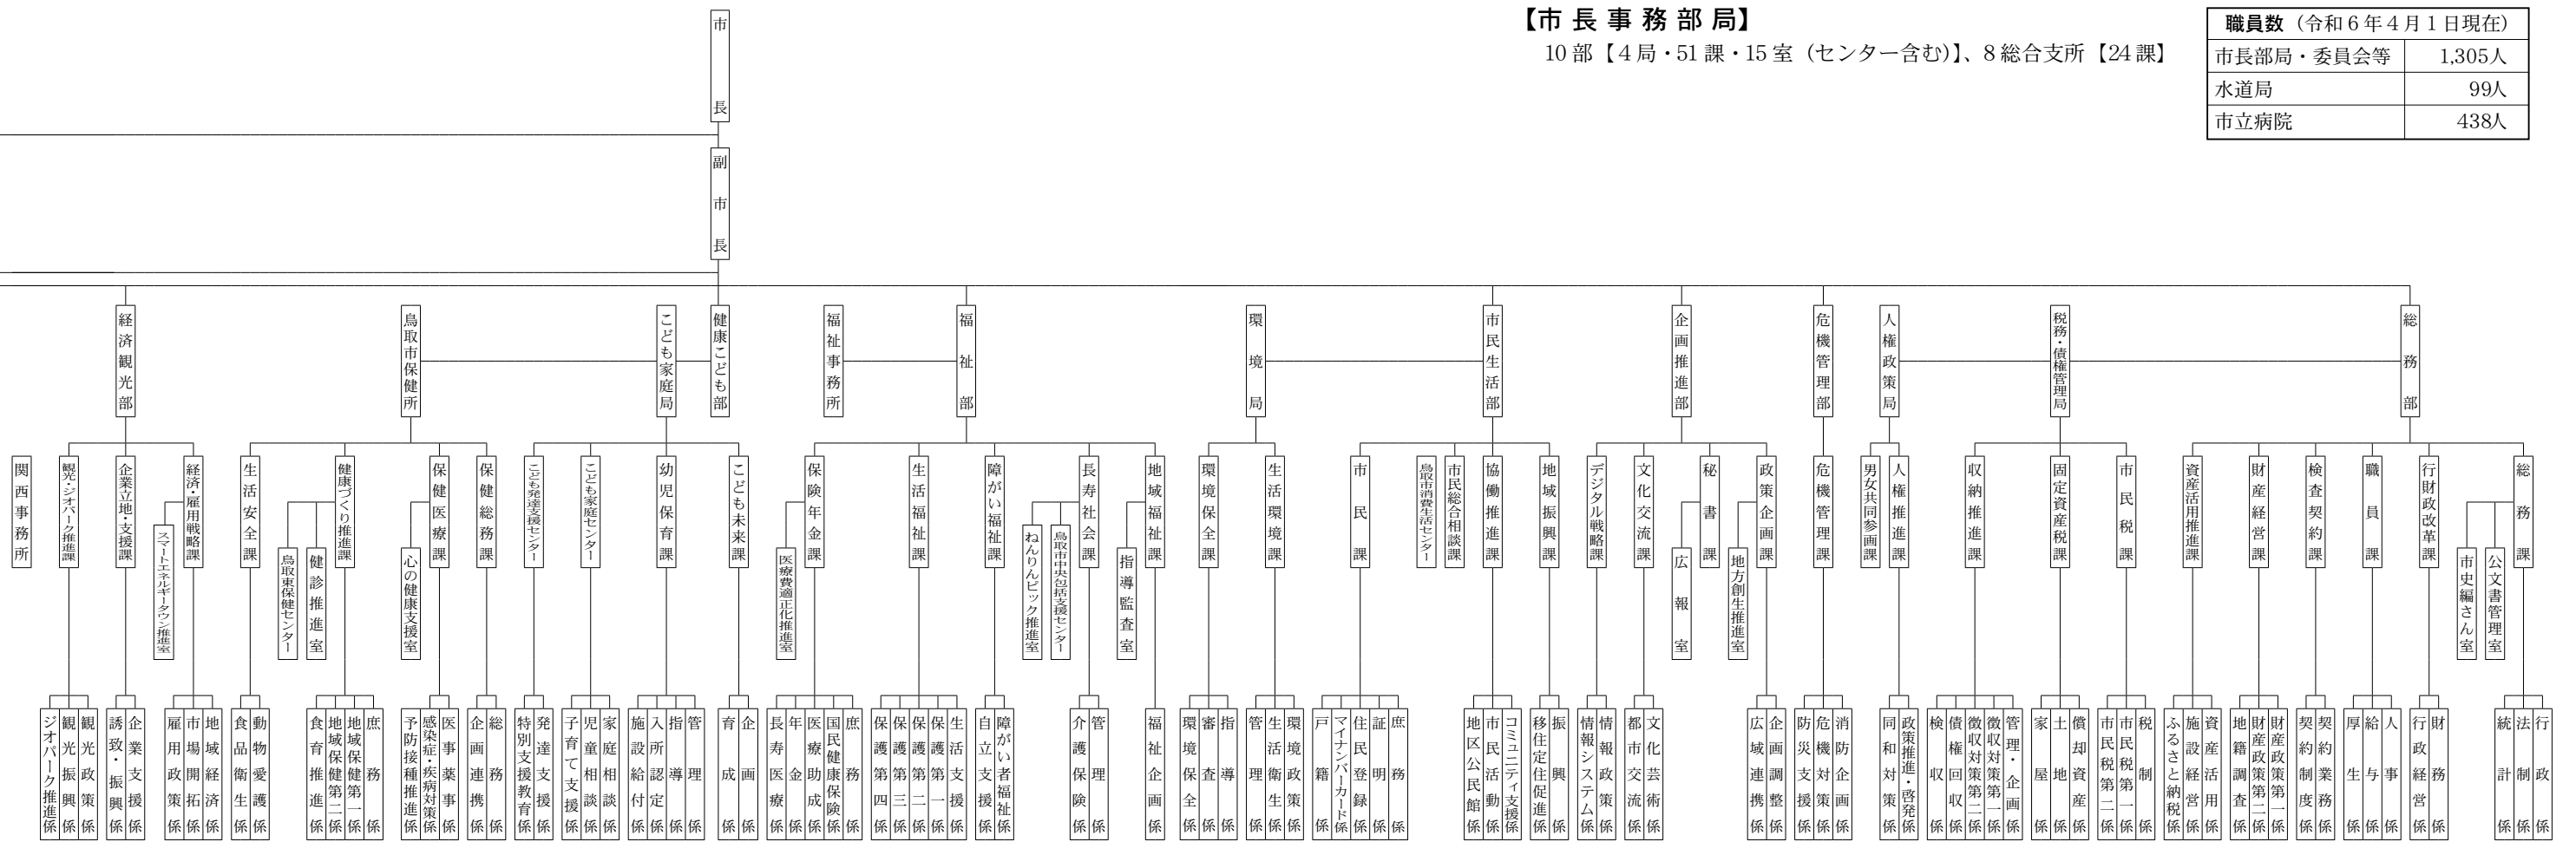 【市長事務部局】
10部【4局・51課・15室（センター含む）】、8総合支所【24課】
職員数（令和6年4月1日現在）
市長部局・委員会等 1,305人
水道局 99人
市立病院 438人
市長
副市長
総務部
税務・債権管理局
人権政策局
危機管理部
企画推進部
市民生活部
環境局
福祉部
福祉事務所
健康こども部
こども家庭局
鳥取市保健所
経済観光部
総務課
行財政改革課
職員課
検査契約課
財産経営課
資産活用推進課
市民税課
固定資産税課
収納推進課
人権推進課
男女共同参画課
危機管理課
政策企画課
秘書課
文化交流課
デジタル戦略課
地域振興課
協働推進課
市民総合相談課
鳥取市消費生活センター
市民課
生活環境課
環境保全課
地域福祉課
長寿社会課
障がい福祉課
生活福祉課
保険年金課
こども未来課
幼児保育課
こども家庭センター
こども発達支援センター
保健総務課
保健医療課
健康づくり推進課
生活安全課
経済・雇用戦略課
企業立地・支援課
観光・ジオパーク推進課
関西事務所
公文書管理室
市史編さん室
地方創生推進室
広報室
指導監査室
鳥取市中央包括支援センター
ねんりんピック推進室
医療費適正化推進室
心の健康支援室
健診推進室
鳥取東保健センター
スマートエネルギータウン推進室
行政係
法制係
統計係
財務係
行政経営係
人事係
給与係
厚生係
契約業務係
契約制度係
財産政策第一係
財産政策第二係
地籍調査係
資産活用係
施設経営係
ふるさと納税係
税制係
市民税第一係
市民税第二係
償却資産係
土地係
家屋係
管理・企画係
徴収対策第一係
徴収対策第二係
債権回収係
検収係
政策推進・啓発係
同和対策係
消防企画係
危機対策係
防災支援係
企画調整係
広域連携係
文化芸術係
都市交流係
情報政策係
情報システム係
振興係
移住定住促進係
コミュニティ支援係
市民活動係
地区公民館係
庶務係
証明係
住民登録係
マイナンバーカード係
戸籍係
環境政策係
生活衛生係
管理係
指導係
審査係
環境保全係
福祉企画係
管理係
介護保険係
障がい者福祉係
自立支援係
生活支援係
保護第一係
保護第二係
保護第三係
保護第四係
庶務係
国民健康保険係
医療助成係
年金係
長寿医療係
企画係
育成係
管理係
指導係
入所認定係
施設給付係
家庭相談係
児童相談係
子育て支援係
発達支援係
特別支援教育係
総務係
企画連携係
医事薬事係
感染症・疾病対策係
予防接種推進係
庶務係
地域保健第一係
地域保健第二係
食育推進係
動物愛護係
食品衛生係
地域経済係
市場開拓係
雇用政策係
企業支援係
誘致・振興係
観光政策係
観光振興係
ジオパーク推進係